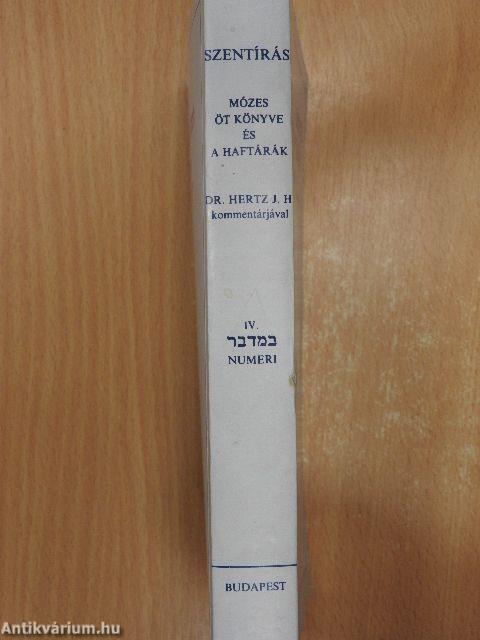 SZENTÍRÁS
MÓZES
ÖT KÖNYVE
ÉS
A HAFTÁRÁK
DR. HERTZ J. H
kommentárjával
IV.
במדבר
NUMERI
BUDAPEST
Antikvárium.hu